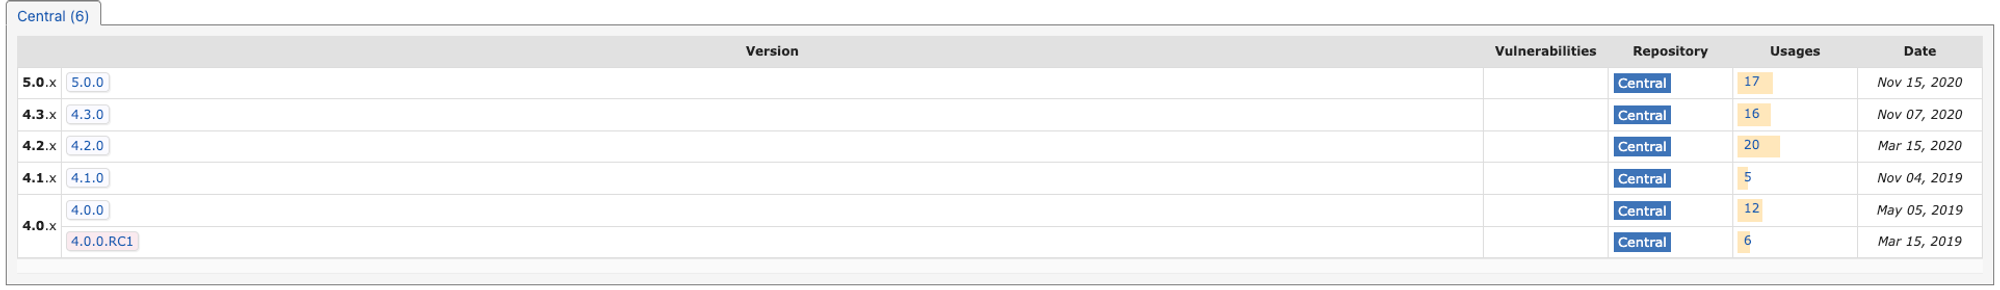 Central (6)
Version Vulnerabilities Repository Usages Date
5.0.x 5.0.0 Central 17 Nov 15, 2020
4.3.x 4.3.0 Central 16 Nov 07, 2020
4.2.x 4.2.0 Central 20 Mar 15, 2020
4.1.x 4.1.0 Central 5 Nov 04, 2019
4.0.x 4.0.0 Central 12 May 05, 2019
4.0.0.RC1 Central 6 Mar 15, 2019